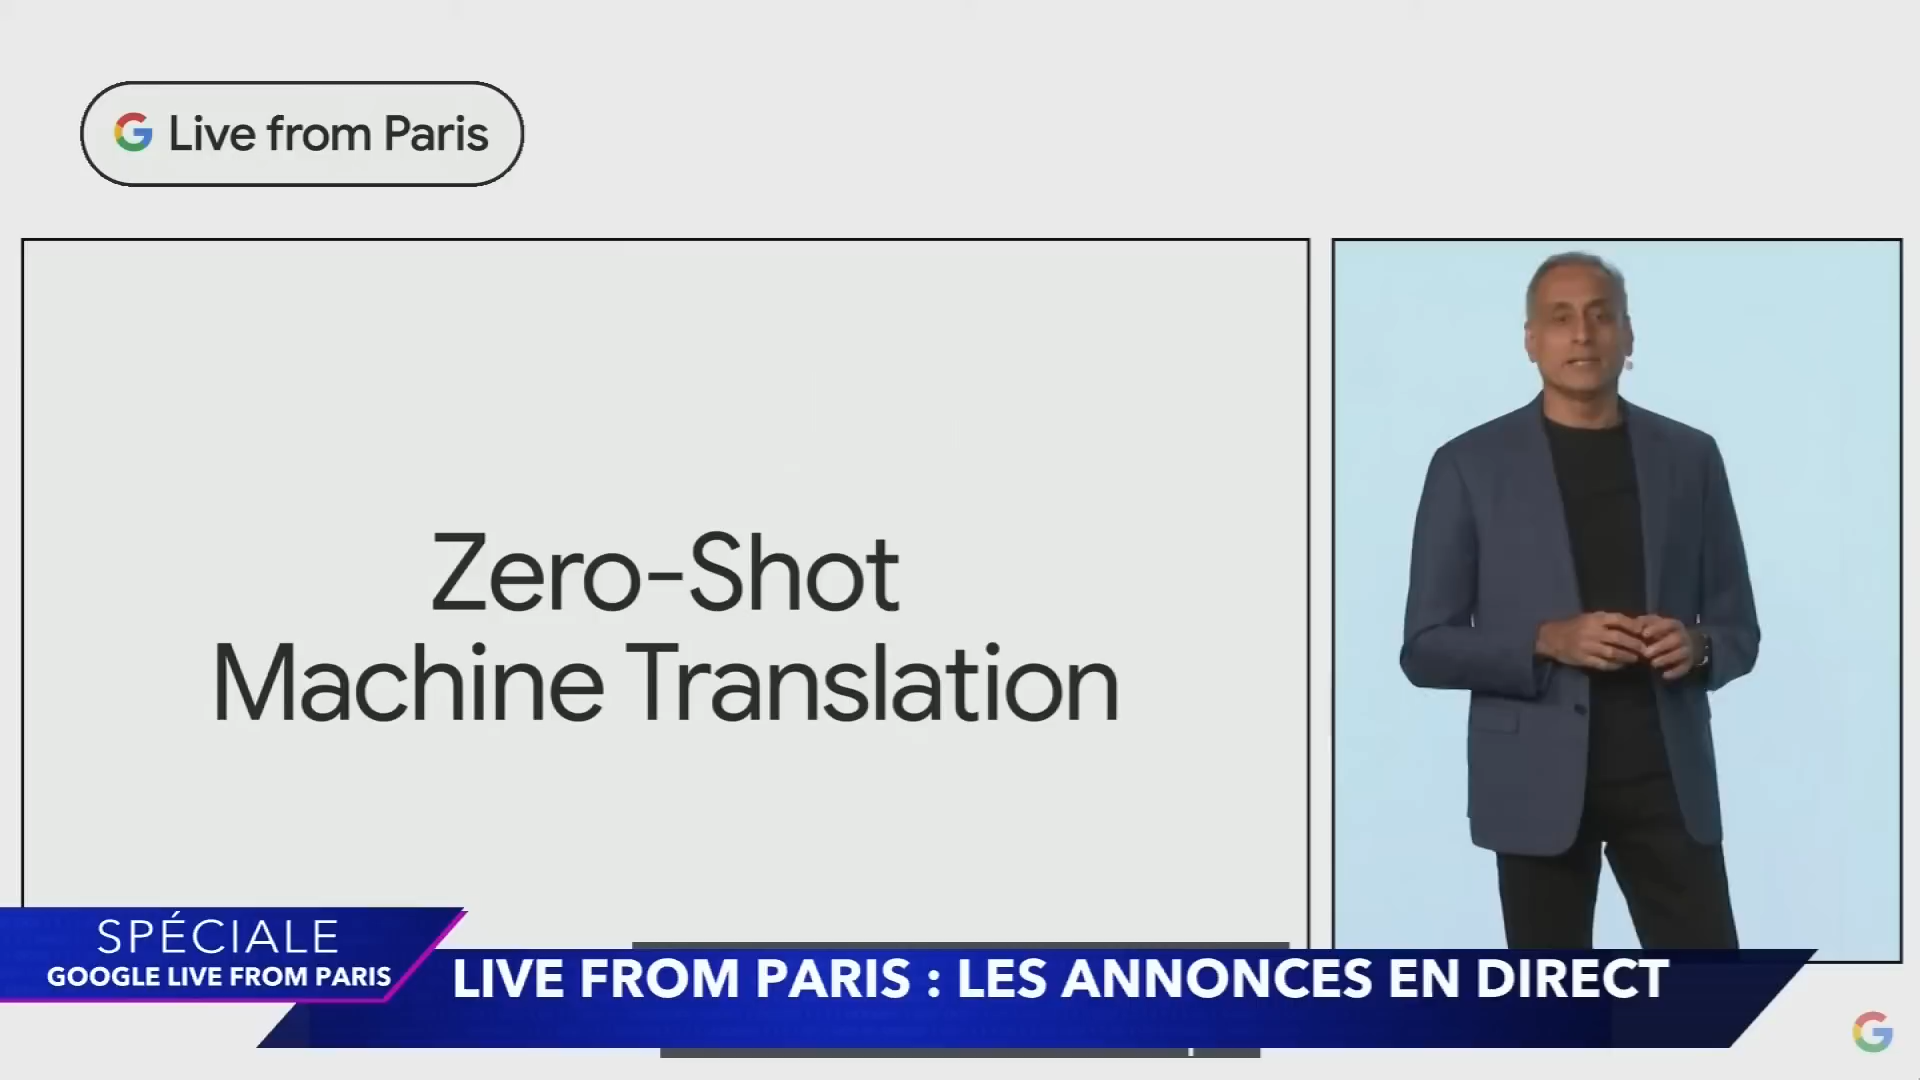 Live from Paris
Zero-Shot
Machine Translation
SPÉCIALE
GOOGLE LIVE FROM PARIS
LIVE FROM PARIS : LES ANNONCES EN DIRECT